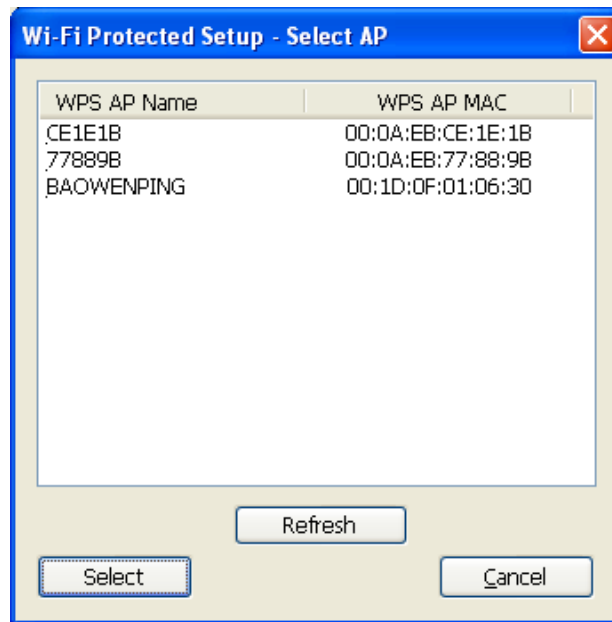 Wi-Fi Protected Setup - Select AP
WPS AP Name WPS AP MAC
CE1E1B 00:0A:EB:CE:1E:1B
77889B 00:0A:EB:77:88:9B
BAOWENPING 00:1D:0F:01:06:30
Refresh
Select Cancel